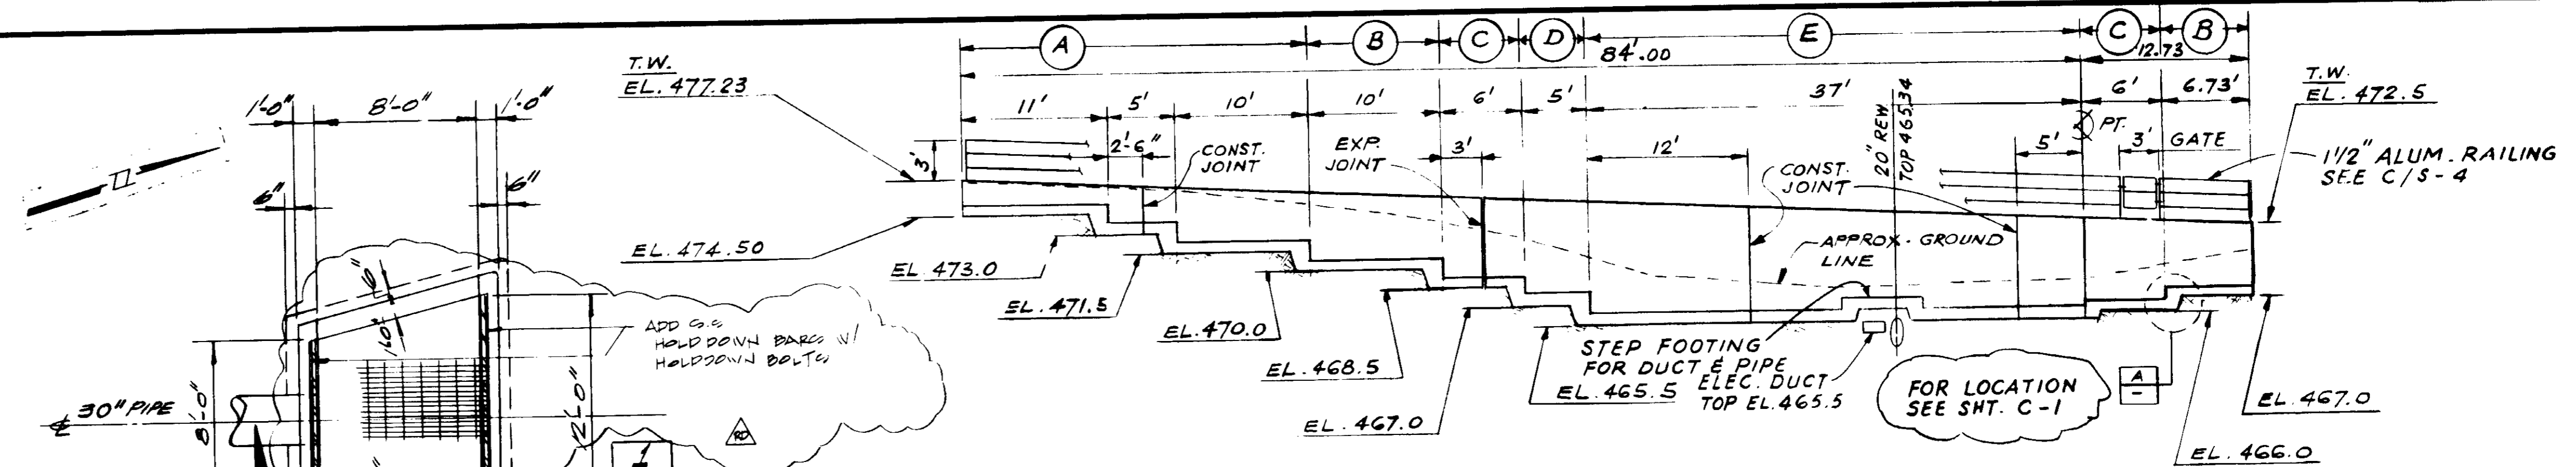 A
B
C
D
E
C
B
84'.00
12.73
T.W.
EL. 477.23
T.W.
EL. 472.5
1'-0"
8'-0"
1'-0"
11'
5'
10'
10'
6'
5'
37'
6'
6.73'
20" REW
TOP 465.34
PT.
3'
2'-6"
CONST.
JOINT
EXP.
JOINT
3'
12'
5'
3'
GATE
CONST.
JOINT
1 1/2" ALUM. RAILING
SEE C/S-4
6"
6"
EL. 474.50
EL. 473.0
EL. 471.5
EL. 470.0
EL. 468.5
EL. 467.0
APPROX. GROUND
LINE
STEP FOOTING
FOR DUCT & PIPE
EL. 465.5
ELEC. DUCT
TOP EL. 465.5
FOR LOCATION
SEE SHT. C-1
A
-
EL. 467.0
EL. 466.0
6"
ADD S.S
HOLD DOWN BARS W/
HOLDDOWN BOLTS
℄ 30" PIPE
8'-0"
12'-0"
1